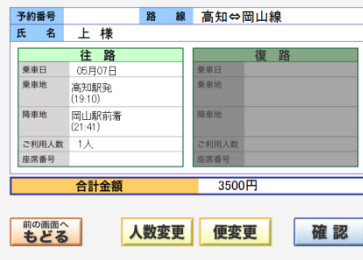 予約番号 路 線 高知⇔岡山線
氏 名 上 様
往 路 復 路
乗車日 05月07日 乗車日
乗車地 高知駅発 乗車地
(19:10)
降車地 岡山駅前着 降車地
(21:41)
ご利用人数 1人 ご利用人数
座席番号 座席番号
合計金額 3500円
前の画面へ
もどる 人数変更 便変更 確 認